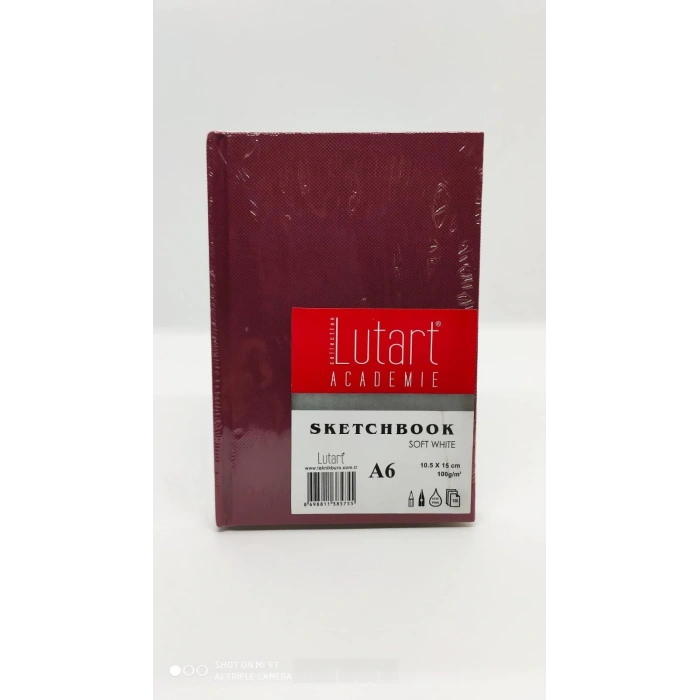 collection
Lutart®
ACADEMIE
SKETCHBOOK
SOFT WHITE
Lutart®
A6
10.5 X 15 cm
100g/m²
SHOT ON MI 9T
AI TRIPLE CAMERA